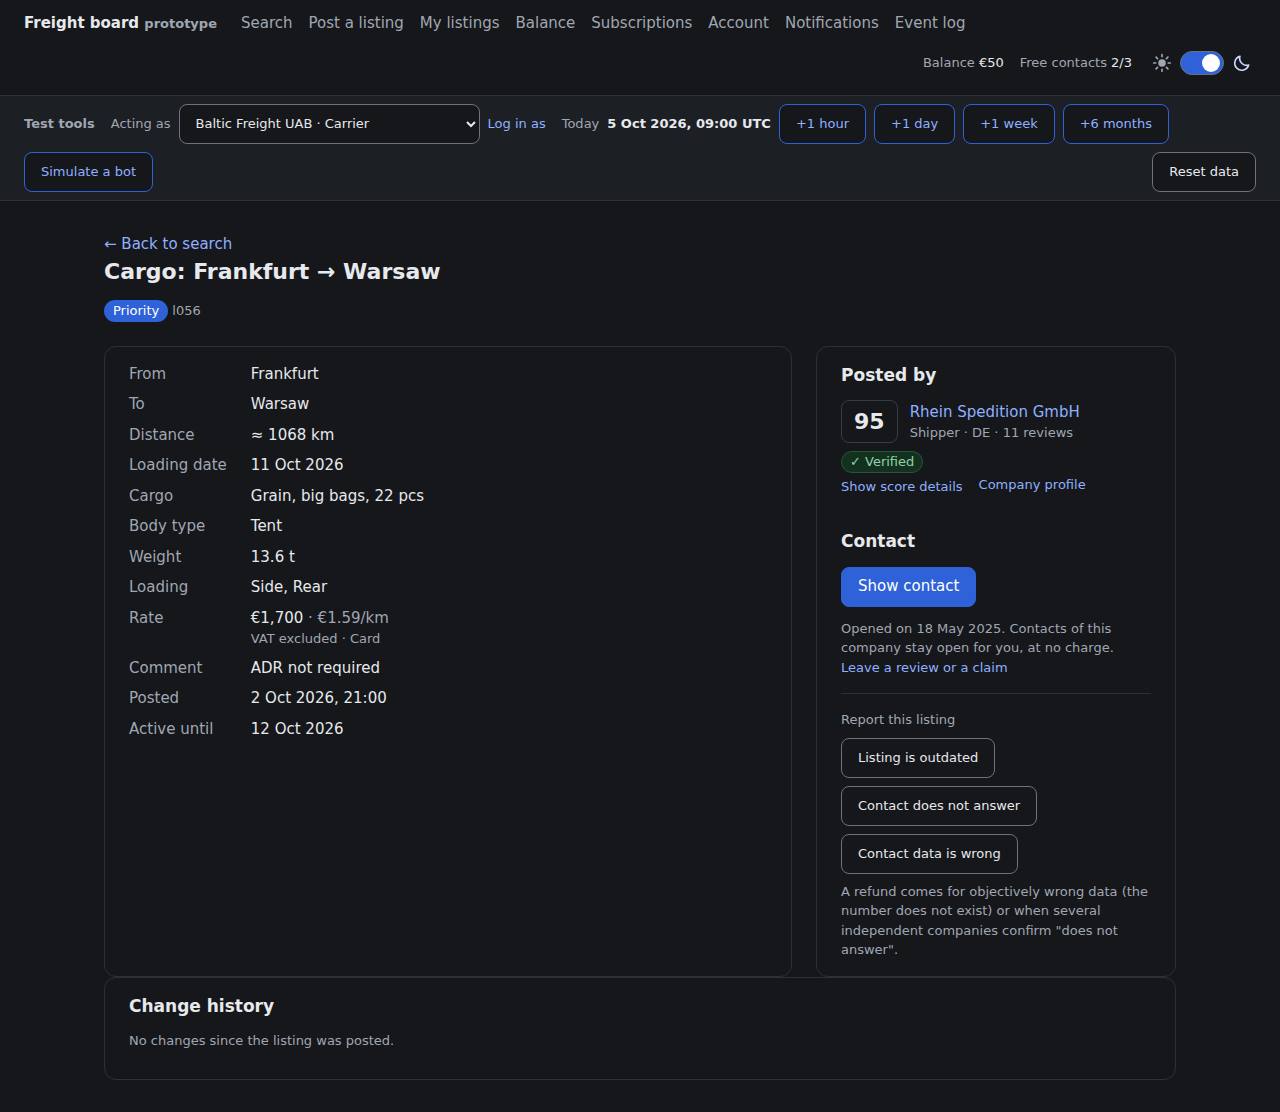 Freight board prototype Search Post a listing My listings Balance Subscriptions Account Notifications Event log
Balance €50 Free contacts 2/3
Test tools Acting as Baltic Freight UAB · Carrier Log in as Today 5 Oct 2026, 09:00 UTC +1 hour +1 day +1 week +6 months
Simulate a bot Reset data
← Back to search
Cargo: Frankfurt → Warsaw
Priority l056
From Frankfurt
To Warsaw
Distance ≈ 1068 km
Loading date 11 Oct 2026
Cargo Grain, big bags, 22 pcs
Body type Tent
Weight 13.6 t
Loading Side, Rear
Rate €1,700 · €1.59/km
VAT excluded · Card
Comment ADR not required
Posted 2 Oct 2026, 21:00
Active until 12 Oct 2026
Posted by
95 Rhein Spedition GmbH
Shipper · DE · 11 reviews
✓ Verified
Show score details Company profile
Contact
Show contact
Opened on 18 May 2025. Contacts of this
company stay open for you, at no charge.
Leave a review or a claim
Report this listing
Listing is outdated
Contact does not answer
Contact data is wrong
A refund comes for objectively wrong data (the
number does not exist) or when several
independent companies confirm "does not
answer".
Change history
No changes since the listing was posted.